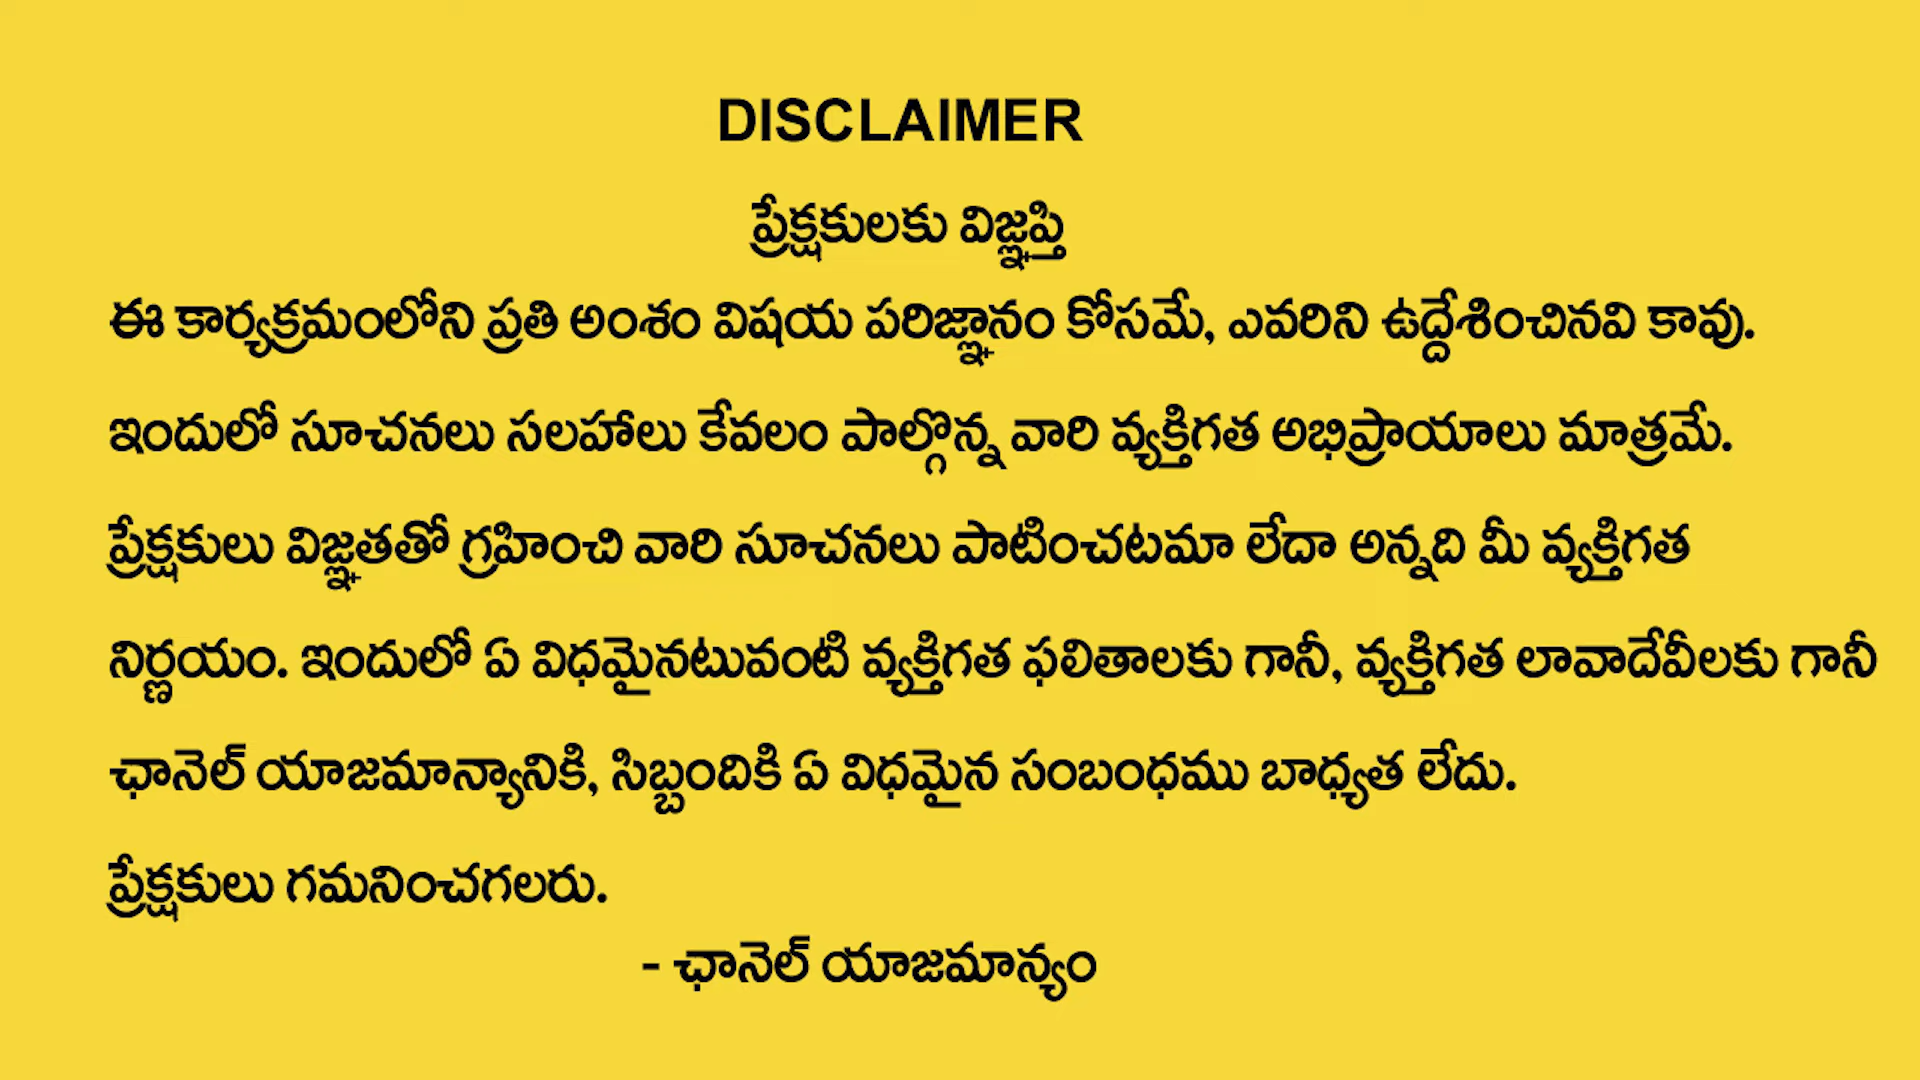 DISCLAIMER
ప్రేక్షకులకు విజ్ఞప్తి
ఈ కార్యక్రమంలోని ప్రతి అంశం విషయ పరిజ్ఞానం కోసమే, ఎవరిని ఉద్దేశించినవి కావు.
ఇందులో సూచనలు సలహాలు కేవలం పాల్గొన్న వారి వ్యక్తిగత అభిప్రాయాలు మాత్రమే.
ప్రేక్షకులు విజ్ఞతతో గ్రహించి వారి సూచనలు పాటించటమా లేదా అన్నది మీ వ్యక్తిగత
నిర్ణయం. ఇందులో ఏ విధమైనటువంటి వ్యక్తిగత ఫలితాలకు గానీ, వ్యక్తిగత లావాదేవీలకు గానీ
ఛానెల్ యాజమాన్యానికి, సిబ్బందికి ఏ విధమైన సంబంధము బాధ్యత లేదు.
ప్రేక్షకులు గమనించగలరు.
- ఛానెల్ యాజమాన్యం